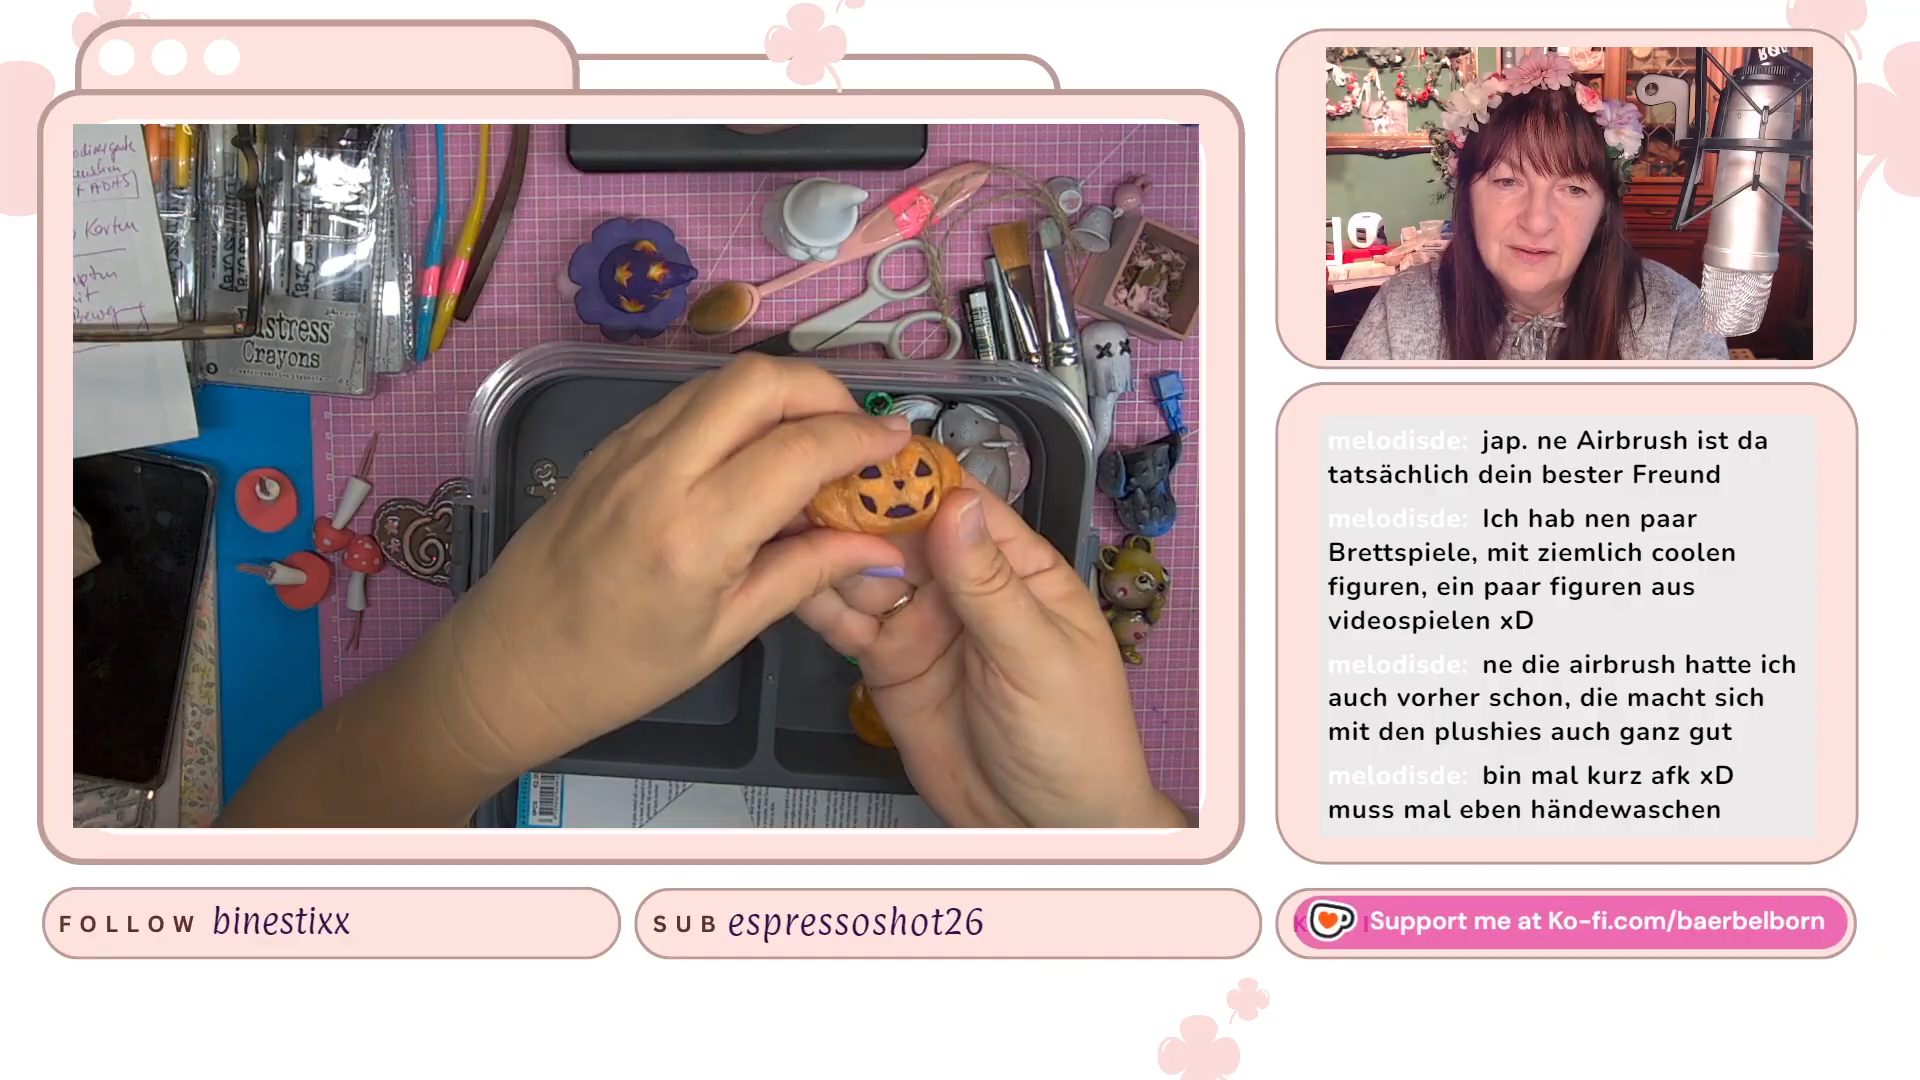 + ADHS
Karten
Bewegung
Distress
Crayons
melodisde: jap. ne Airbrush ist da
tatsächlich dein bester Freund
melodisde: Ich hab nen paar
Brettspiele, mit ziemlich coolen
figuren, ein paar figuren aus
videospielen xD
melodisde: ne die airbrush hatte ich
auch vorher schon, die macht sich
mit den plushies auch ganz gut
melodisde: bin mal kurz afk xD
muss mal eben händewaschen
FOLLOW binestixx
SUB espressoshot26
Support me at Ko-fi.com/baerbelborn